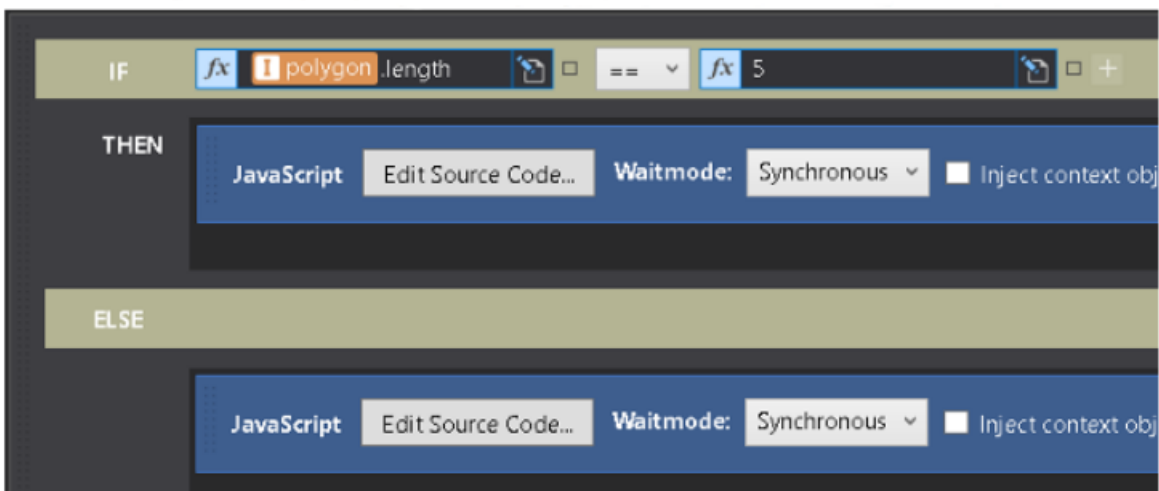 IF fx I polygon .length == fx 5 +
THEN
JavaScript Edit Source Code... Waitmode: Synchronous Inject context obj
ELSE
JavaScript Edit Source Code... Waitmode: Synchronous Inject context obj